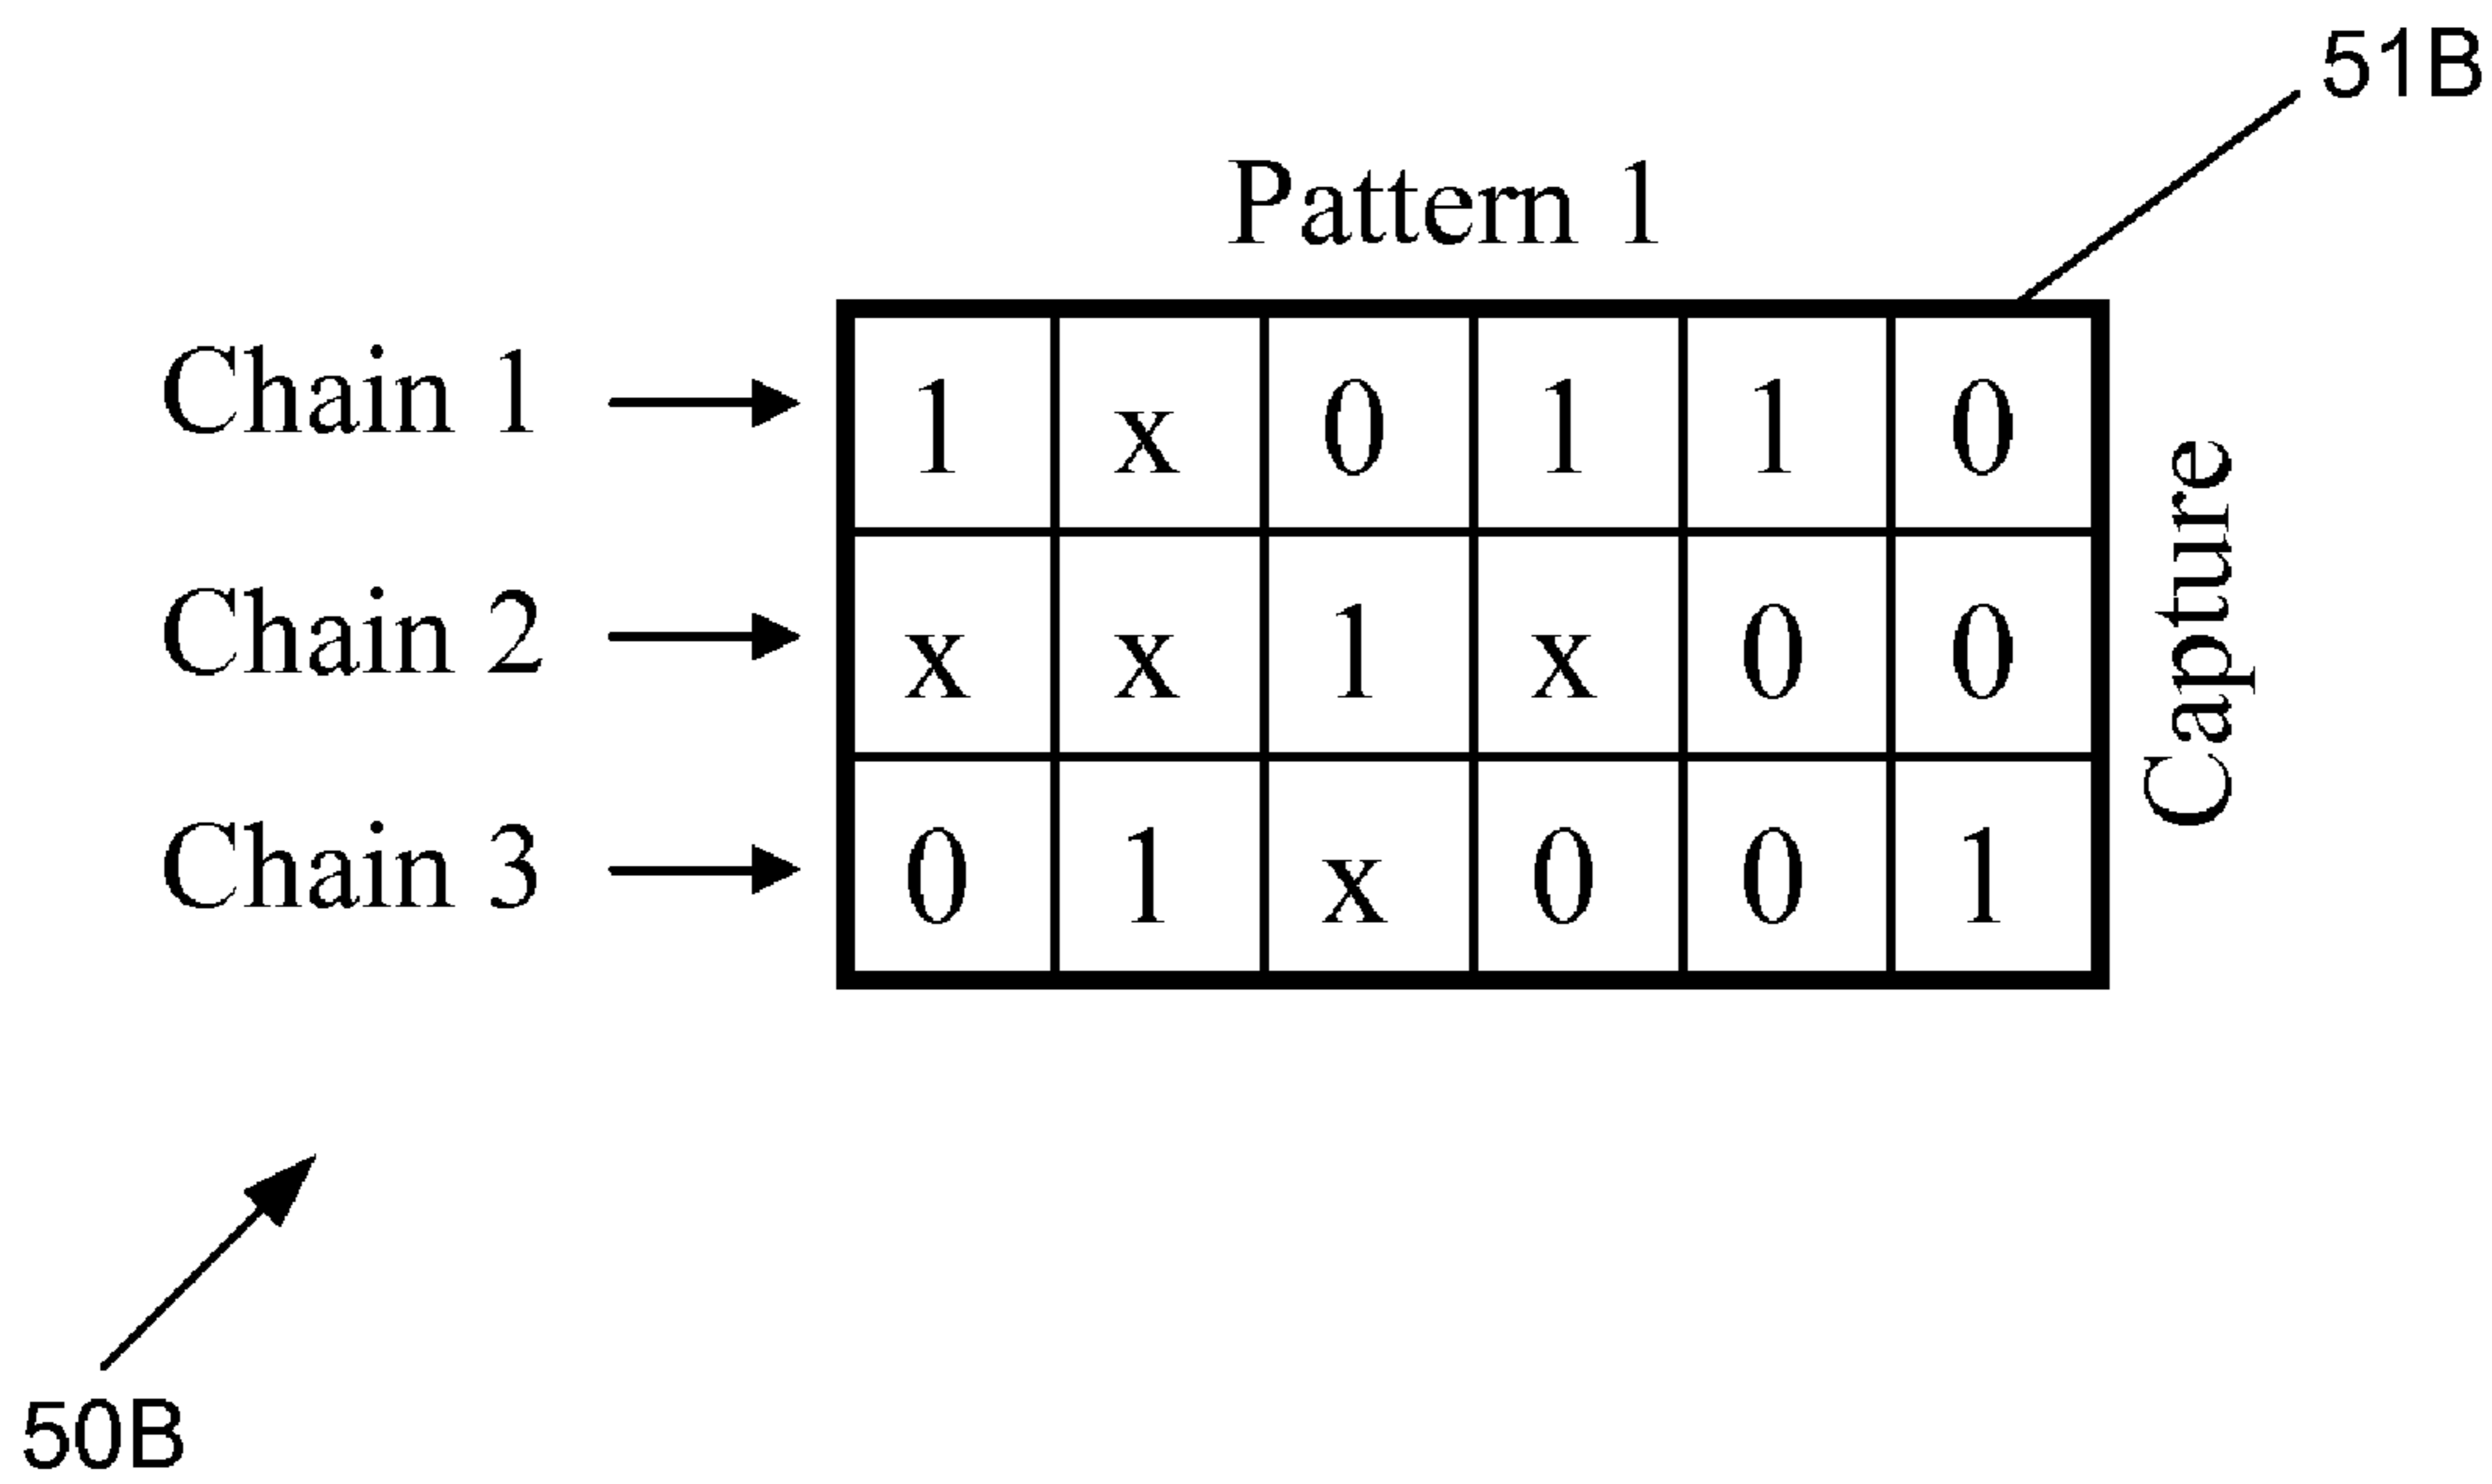 51B
Pattern 1
Chain 1 1 x 0 1 1 0
Chain 2 x x 1 x 0 0
Chain 3 0 1 x 0 0 1
Capture
50B